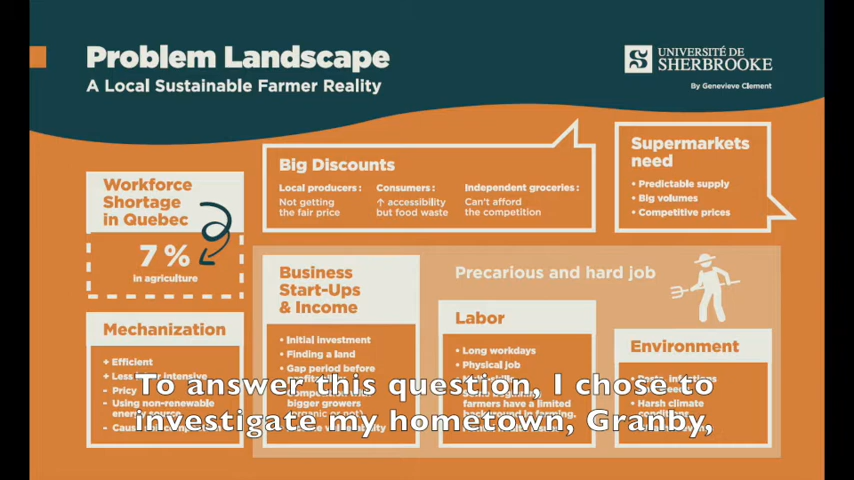 Problem Landscape
A Local Sustainable Farmer Reality
UNIVERSITÉ DE
SHERBROOKE
By Genevieve Clement
Workforce
Shortage
in Quebec
7 %
in agriculture
Big Discounts
Local producers :
Not getting
the fair price
Consumers :
↑ accessibility
but food waste
Independent groceries :
Can't afford
the competition
Supermarkets
need
• Predictable supply
• Big volumes
• Competitive prices
Mechanization
+ Efficient
- Pricy
- Using non-renewable
Business
Start-Ups
& Income
• Initial investment
• Finding a land
• Gap period before
bigger growers
(organic or not)
Precarious and hard job
Labor
• Long workdays
• Physical job
farmers have a limited
Environment
• Harsh climate
To answer this question, I chose to
investigate my hometown, Granby,